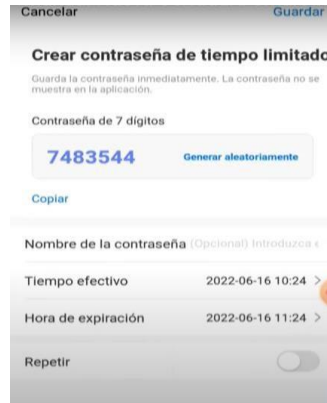 Cancelar
Guardar
Crear contraseña de tiempo limitado
Guarda la contraseña inmediatamente. La contraseña no se
muestra en la aplicación.
Contraseña de 7 dígitos
7483544
Generar aleatoriamente
Copiar
Nombre de la contraseña (Opcional) Introduzca
Tiempo efectivo 2022-06-16 10:24 >
Hora de expiración 2022-06-16 11:24 >
Repetir